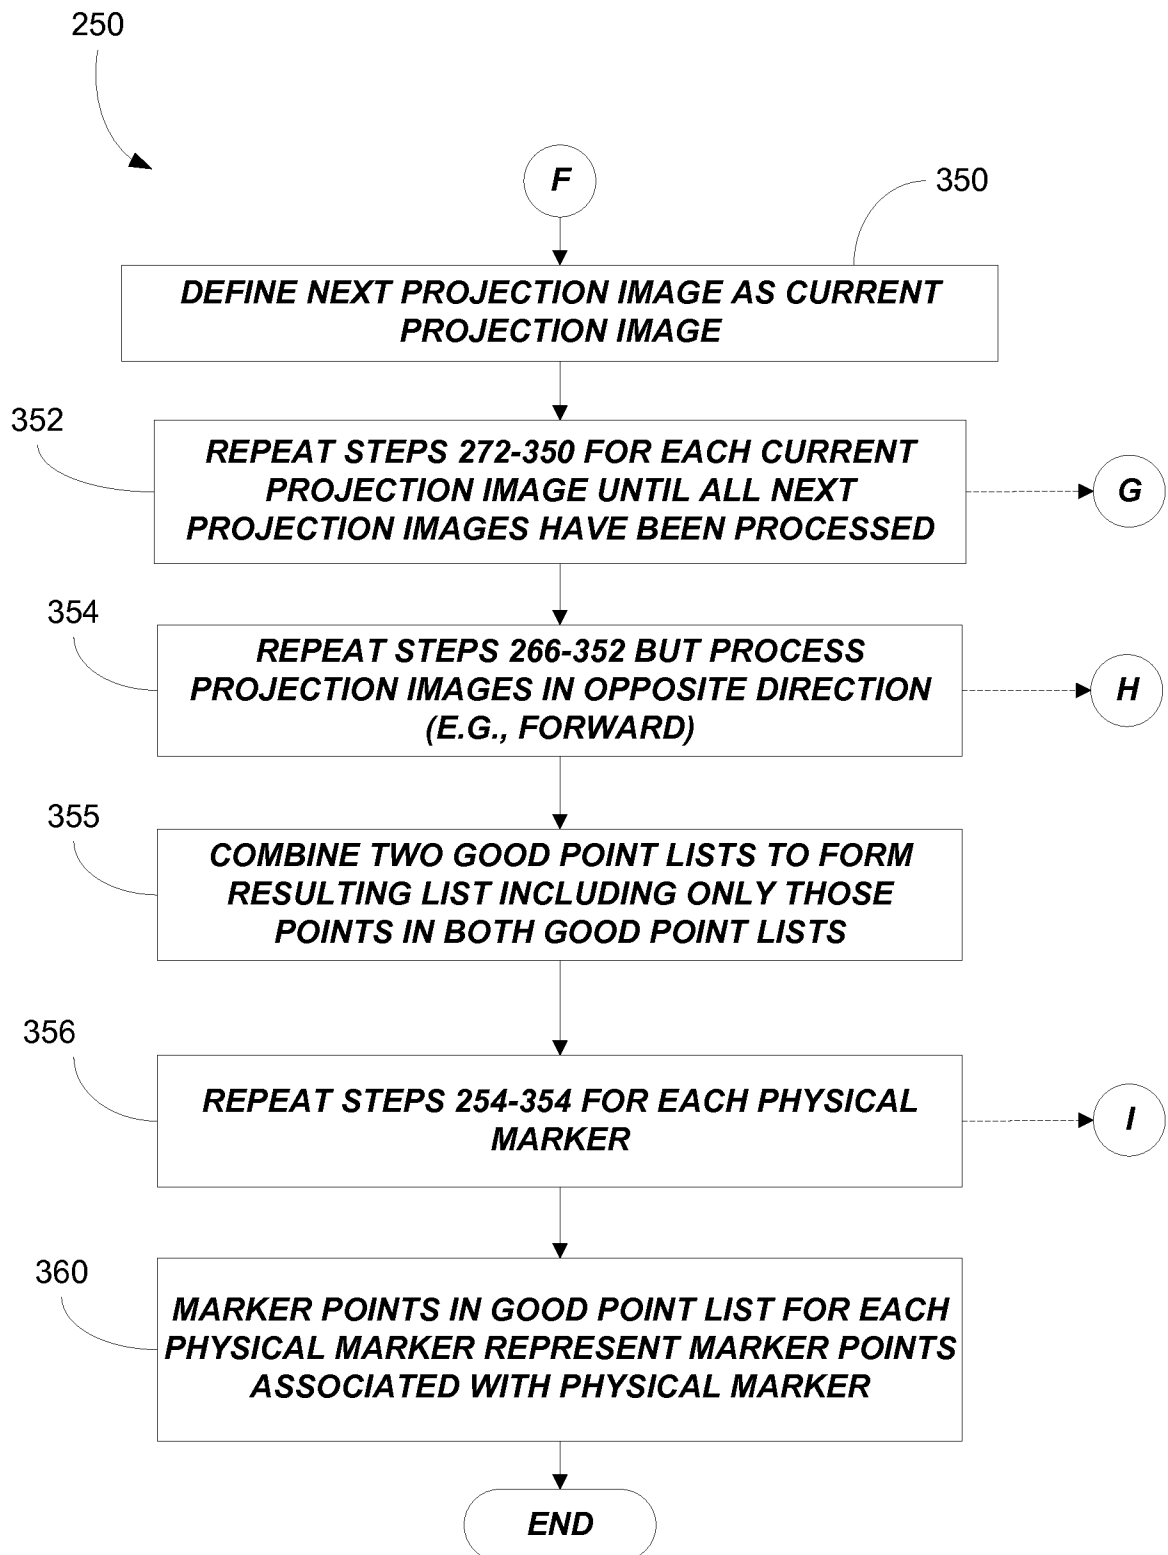 250
F
350
DEFINE NEXT PROJECTION IMAGE AS CURRENT
PROJECTION IMAGE
352
REPEAT STEPS 272-350 FOR EACH CURRENT
PROJECTION IMAGE UNTIL ALL NEXT
PROJECTION IMAGES HAVE BEEN PROCESSED
G
354
REPEAT STEPS 266-352 BUT PROCESS
PROJECTION IMAGES IN OPPOSITE DIRECTION
(E.G., FORWARD)
H
355
COMBINE TWO GOOD POINT LISTS TO FORM
RESULTING LIST INCLUDING ONLY THOSE
POINTS IN BOTH GOOD POINT LISTS
356
REPEAT STEPS 254-354 FOR EACH PHYSICAL
MARKER
I
360
MARKER POINTS IN GOOD POINT LIST FOR EACH
PHYSICAL MARKER REPRESENT MARKER POINTS
ASSOCIATED WITH PHYSICAL MARKER
END